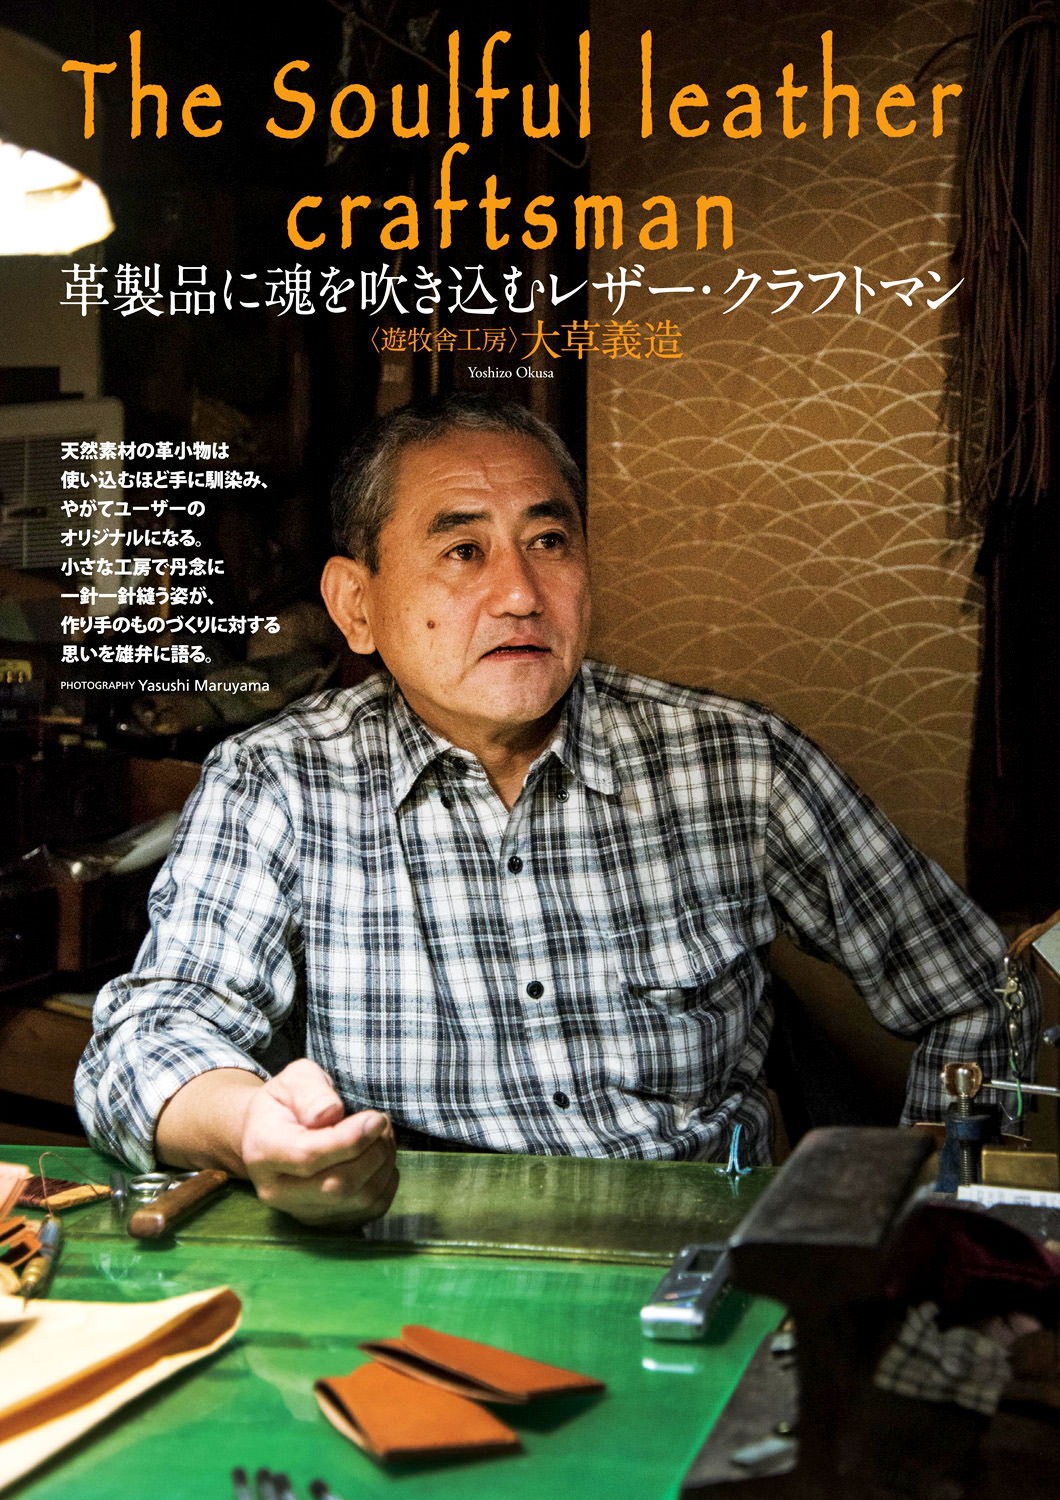 The Soulful leather
craftsman
革製品に魂を吹き込むレザー・クラフトマン
〈遊牧舎工房〉大草義造
Yoshizo Okusa
天然素材の革小物は
使い込むほど手に馴染み、
やがてユーザーの
オリジナルになる。
小さな工房で丹念に
一針一針縫う姿が、
作り手のものづくりに対する
思いを雄弁に語る。
PHOTOGRAPHY Yasushi Maruyama